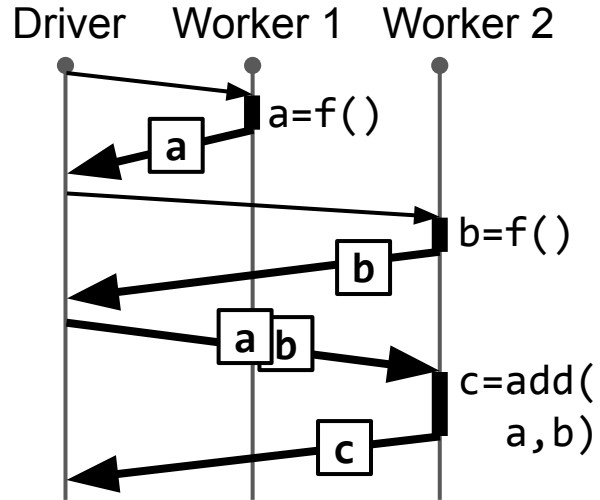 Driver Worker 1 Worker 2
a=f()
a
b=f()
b
a b
c=add(
a,b)
c